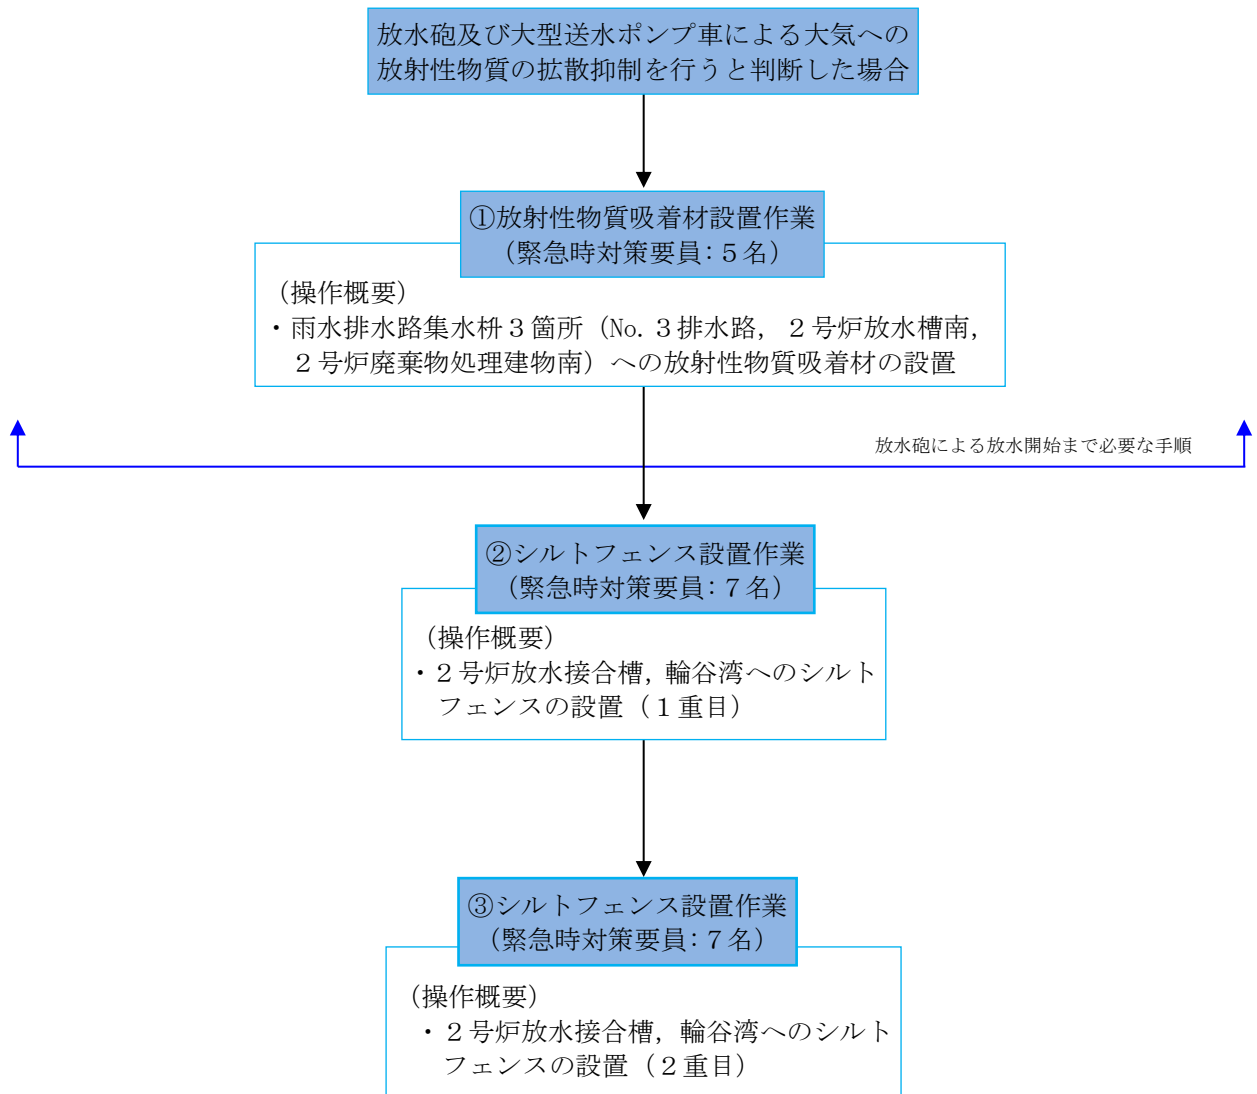 放水砲及び大型送水ポンプ車による大気への
放射性物質の拡散抑制を行うと判断した場合
①放射性物質吸着材設置作業
（緊急時対策要員：５名）
（操作概要）
・雨水排水路集水枡３箇所（No.３排水路，２号炉放水槽南，
２号炉廃棄物処理建物南）への放射性物質吸着材の設置
放水砲による放水開始まで必要な手順
②シルトフェンス設置作業
（緊急時対策要員：７名）
（操作概要）
・２号炉放水接合槽，輪谷湾へのシルト
フェンスの設置（１重目）
③シルトフェンス設置作業
（緊急時対策要員：７名）
（操作概要）
・２号炉放水接合槽，輪谷湾へのシルト
フェンスの設置（２重目）